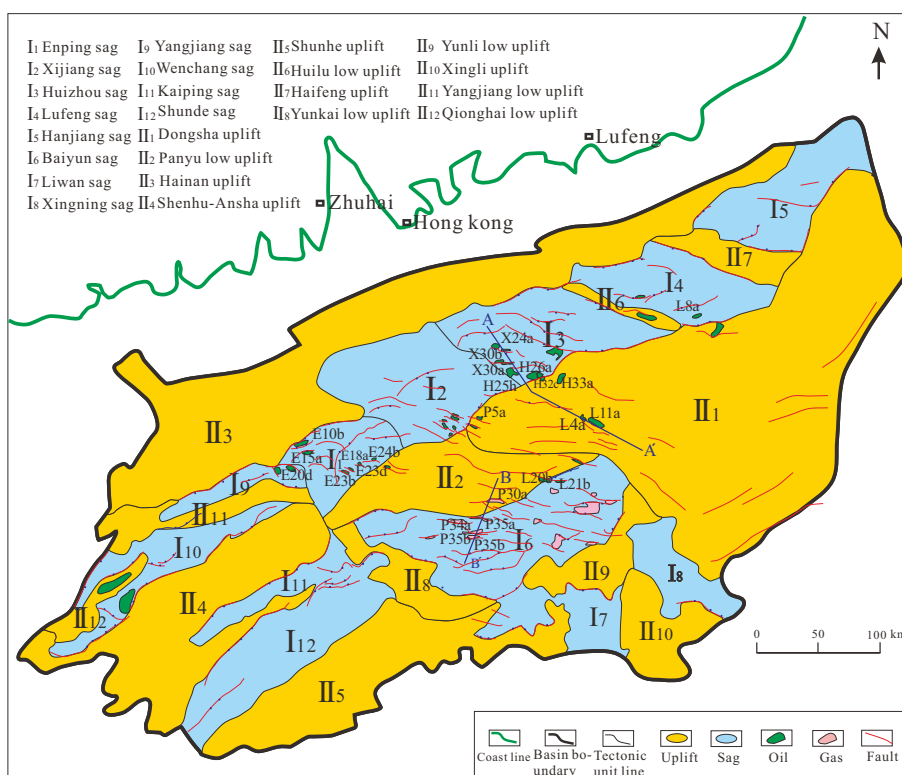 I1 Enping sag
I2 Xijiang sag
I3 Huizhou sag
I4 Lufeng sag
I5 Hanjiang sag
I6 Baiyun sag
I7 Liwan sag
I8 Xingning sag
I9 Yangjiang sag
I10 Wenchang sag
I11 Kaiping sag
I12 Shunde sag
II1 Dongsha uplift
II2 Panyu low uplift
II3 Hainan uplift
II4 Shenhu-Ansha uplift
II5 Shunhe uplift
II6 Huilu low uplift
II7 Haifeng uplift
II8 Yunkai low uplift
II9 Yunli low uplift
II10 Xingli uplift
II11 Yangjiang low uplift
II12 Qionghai low uplift
N
Lufeng
Zhuhai
Hong kong
I5
II7
I4
II6
L8a
A
I3
X24a
X30b
X30a
H26a
H25h
H32c
H33a
I2
P5a
L11a
L4a
II1
A'
II3
E10b
E15a
I1
E18a
E24b
E20d
E23b
E23d
II2
B
L20b
L21b
P30a
I9
II11
P34a
P35a
P35b
P35b
I6
B'
I10
I11
II8
II9
I8
II4
II12
I7
II10
I12
II5
0 50 100 km
Coast line
Basin bo-
undary
Tectonic
unit line
Uplift
Sag
Oil
Gas
Fault